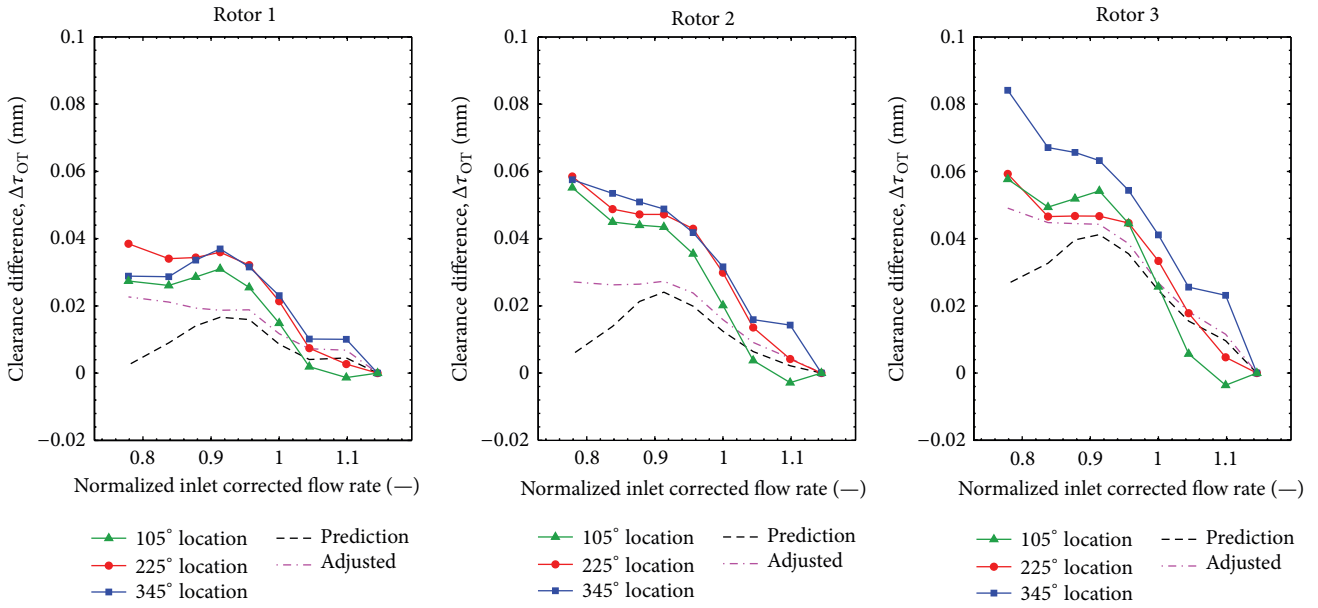 Rotor 1
Clearance difference, Δτ_OT (mm)
0.1
0.08
0.06
0.04
0.02
0
−0.02
0.8 0.9 1 1.1
Normalized inlet corrected flow rate (—)
105° location
225° location
345° location
Prediction
Adjusted
Rotor 2
Clearance difference, Δτ_OT (mm)
0.1
0.08
0.06
0.04
0.02
0
−0.02
0.8 0.9 1 1.1
Normalized inlet corrected flow rate (—)
105° location
225° location
345° location
Prediction
Adjusted
Rotor 3
Clearance difference, Δτ_OT (mm)
0.1
0.08
0.06
0.04
0.02
0
−0.02
0.8 0.9 1 1.1
Normalized inlet corrected flow rate (—)
105° location
225° location
345° location
Prediction
Adjusted